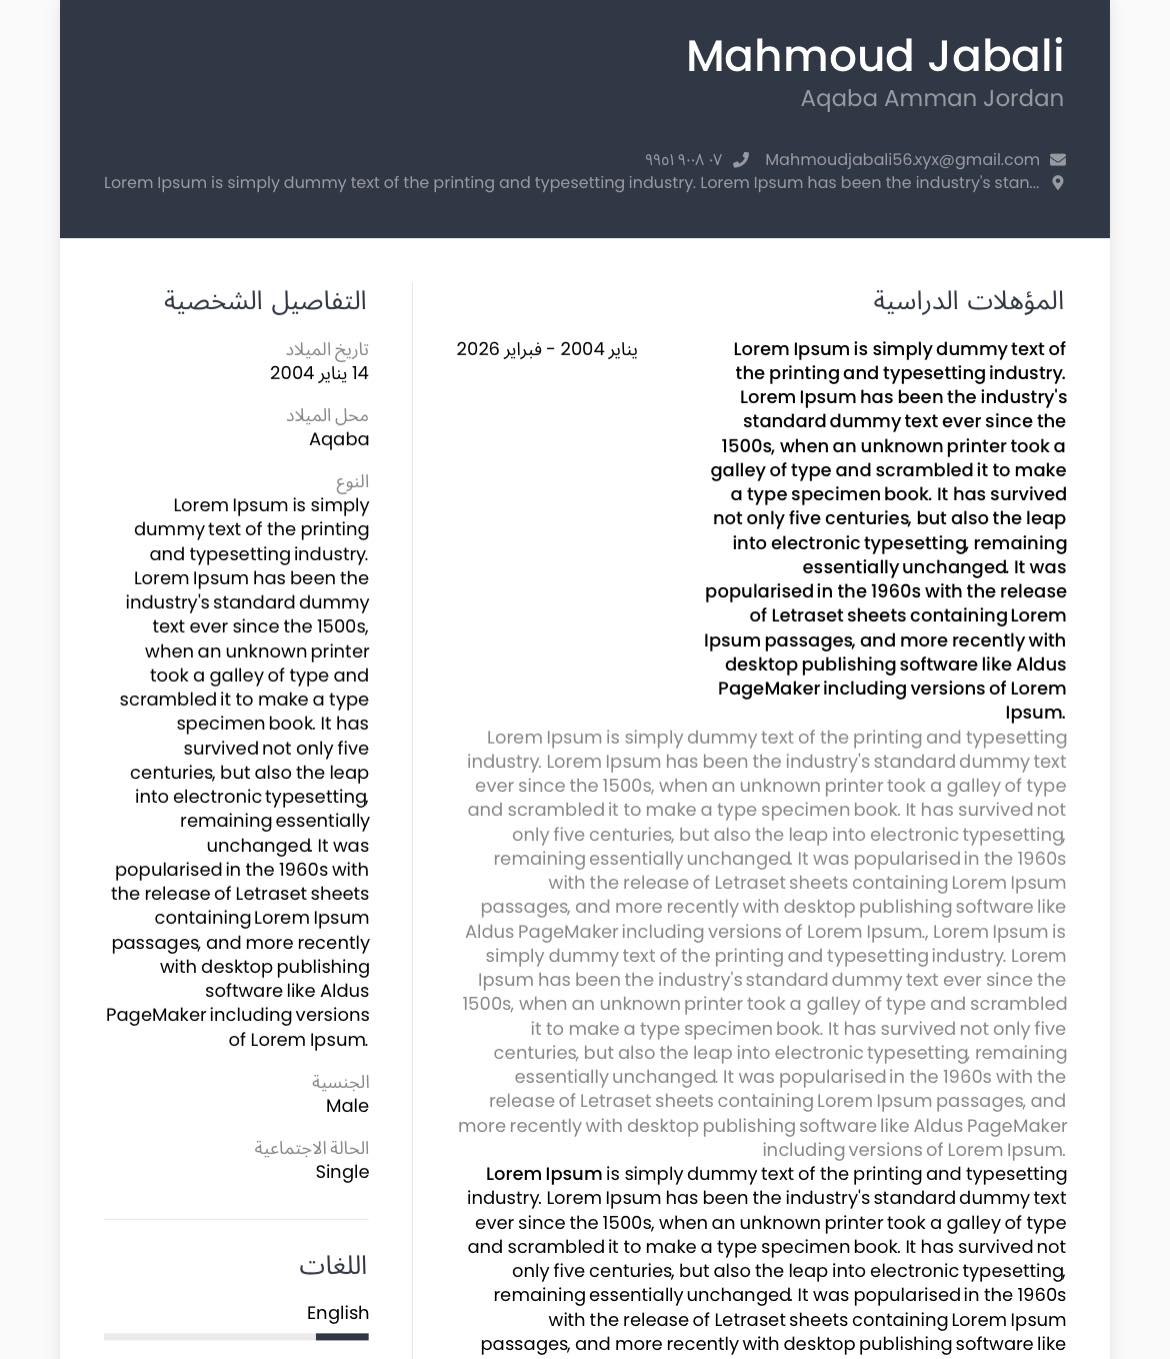 Mahmoud Jabali
Aqaba Amman Jordan
Mahmoudjabali56.xyx@gmail.com
٠٧ ٩٠٠٨ ٩٩٥١
Lorem Ipsum is simply dummy text of the printing and typesetting industry. Lorem Ipsum has been the industry's stan...
المؤهلات الدراسية
Lorem Ipsum is simply dummy text of
the printing and typesetting industry.
Lorem Ipsum has been the industry's
standard dummy text ever since the
1500s, when an unknown printer took a
galley of type and scrambled it to make
a type specimen book. It has survived
not only five centuries, but also the leap
into electronic typesetting, remaining
essentially unchanged. It was
popularised in the 1960s with the release
of Letraset sheets containing Lorem
Ipsum passages, and more recently with
desktop publishing software like Aldus
PageMaker including versions of Lorem
Ipsum.
يناير 2004 - فبراير 2026
Lorem Ipsum is simply dummy text of the printing and typesetting
industry. Lorem Ipsum has been the industry's standard dummy text
ever since the 1500s, when an unknown printer took a galley of type
and scrambled it to make a type specimen book. It has survived not
only five centuries, but also the leap into electronic typesetting,
remaining essentially unchanged. It was popularised in the 1960s
with the release of Letraset sheets containing Lorem Ipsum
passages, and more recently with desktop publishing software like
Aldus PageMaker including versions of Lorem Ipsum., Lorem Ipsum is
simply dummy text of the printing and typesetting industry. Lorem
Ipsum has been the industry's standard dummy text ever since the
1500s, when an unknown printer took a galley of type and scrambled
it to make a type specimen book. It has survived not only five
centuries, but also the leap into electronic typesetting, remaining
essentially unchanged. It was popularised in the 1960s with the
release of Letraset sheets containing Lorem Ipsum passages, and
more recently with desktop publishing software like Aldus PageMaker
including versions of Lorem Ipsum.
Lorem Ipsum is simply dummy text of the printing and typesetting
industry. Lorem Ipsum has been the industry's standard dummy text
ever since the 1500s, when an unknown printer took a galley of type
and scrambled it to make a type specimen book. It has survived not
only five centuries, but also the leap into electronic typesetting,
remaining essentially unchanged. It was popularised in the 1960s
with the release of Letraset sheets containing Lorem Ipsum
passages, and more recently with desktop publishing software like
التفاصيل الشخصية
تاريخ الميلاد
14 يناير 2004
محل الميلاد
Aqaba
النوع
Lorem Ipsum is simply
dummy text of the printing
and typesetting industry.
Lorem Ipsum has been the
industry's standard dummy
text ever since the 1500s,
when an unknown printer
took a galley of type and
scrambled it to make a type
specimen book. It has
survived not only five
centuries, but also the leap
into electronic typesetting,
remaining essentially
unchanged. It was
popularised in the 1960s with
the release of Letraset sheets
containing Lorem Ipsum
passages, and more recently
with desktop publishing
software like Aldus
PageMaker including versions
of Lorem Ipsum.
الجنسية
Male
الحالة الاجتماعية
Single
اللغات
English